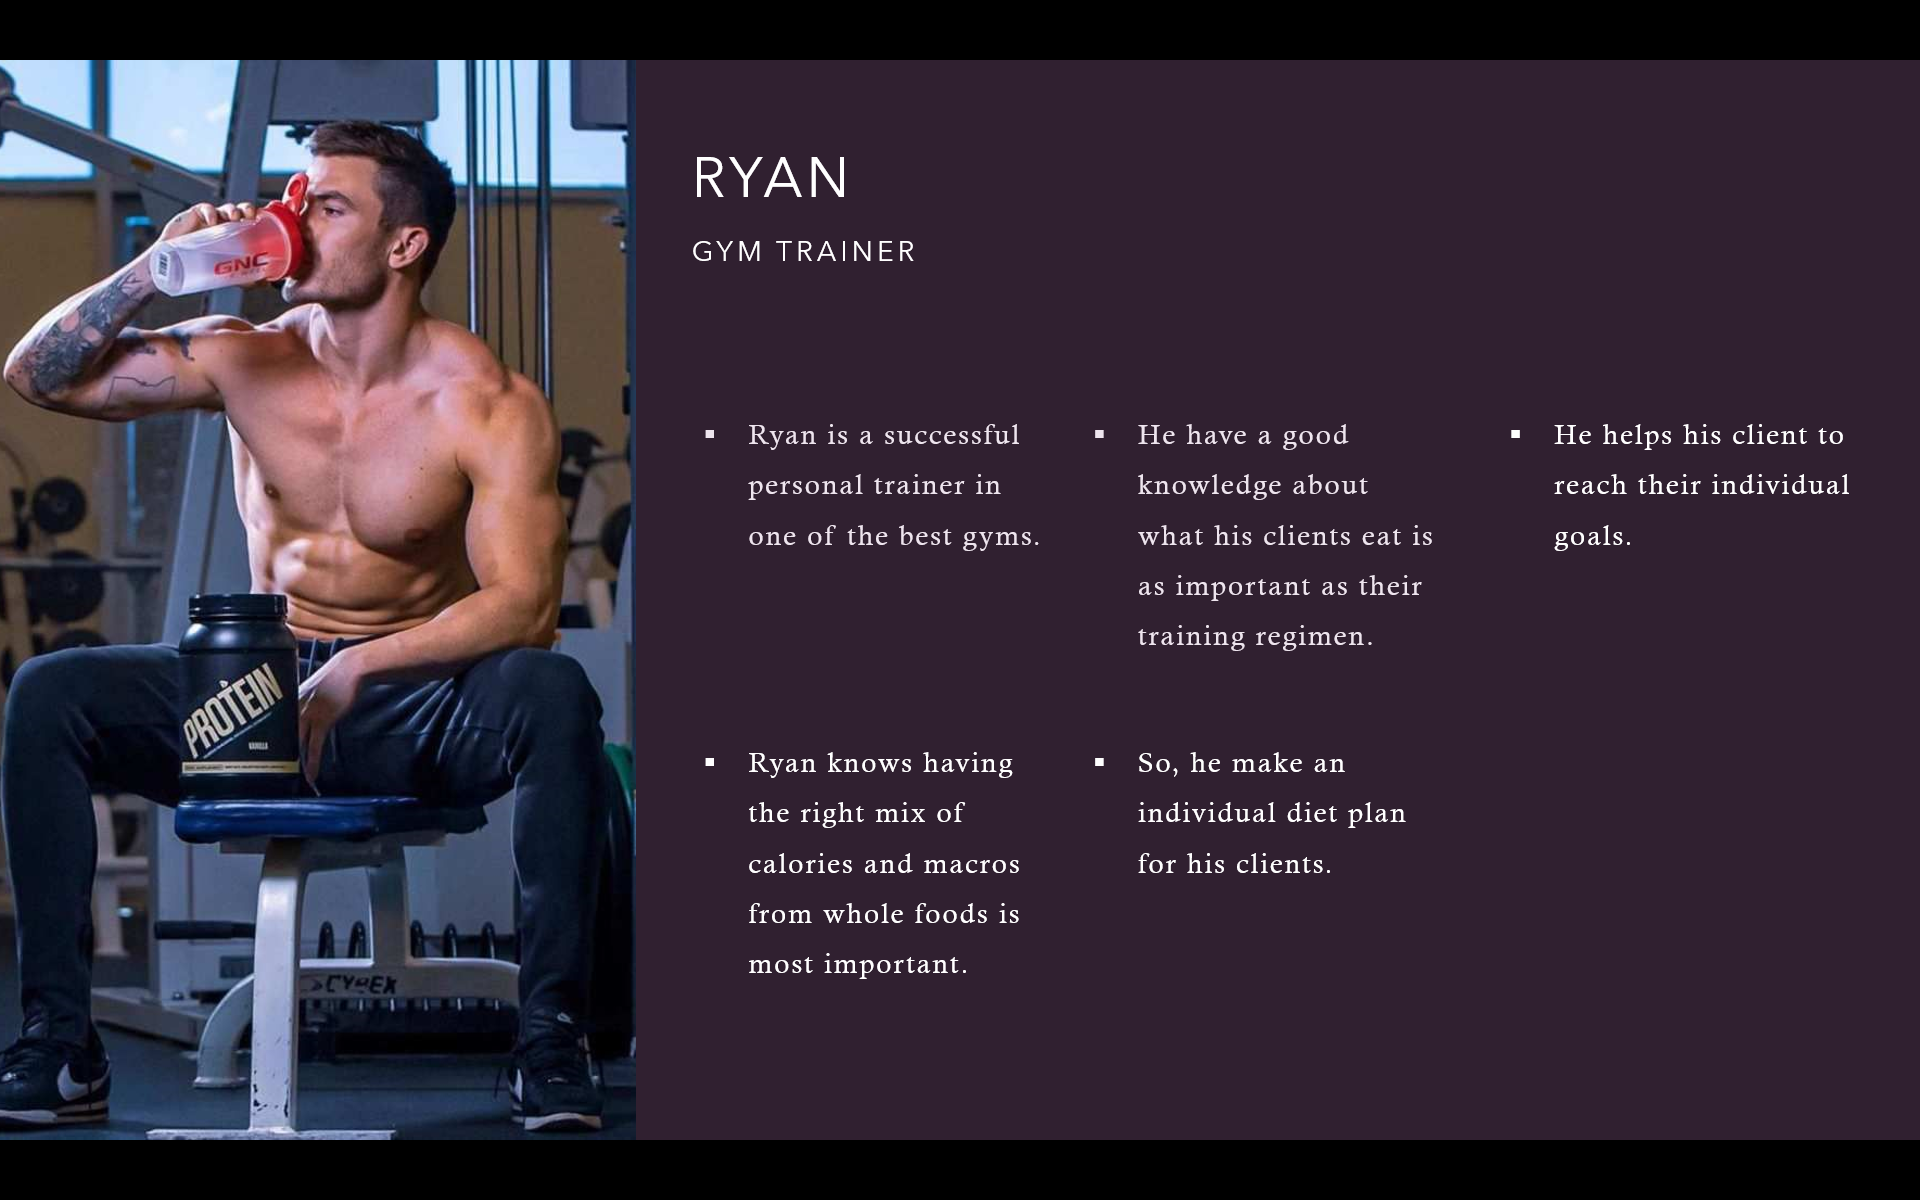 RYAN
GYM TRAINER
Ryan is a successful
personal trainer in
one of the best gyms.
He have a good
knowledge about
what his clients eat is
as important as their
training regimen.
He helps his client to
reach their individual
goals.
Ryan knows having
the right mix of
calories and macros
from whole foods is
most important.
So, he make an
individual diet plan
for his clients.
GNC
PROTEIN
VANILLA
CYBEX